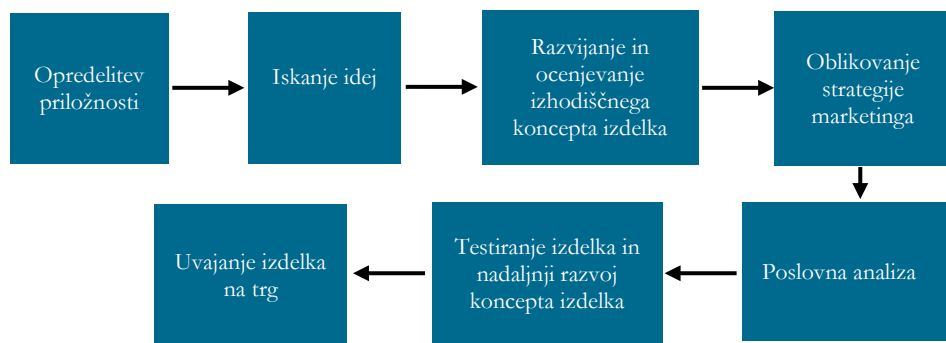 Opredelitev
priložnosti
Iskanje idej
Razvijanje in
ocenjevanje
izhodiščnega
koncepta izdelka
Oblikovanje
strategije
marketinga
Poslovna analiza
Testiranje izdelka in
nadaljnji razvoj
koncepta izdelka
Uvajanje izdelka
na trg